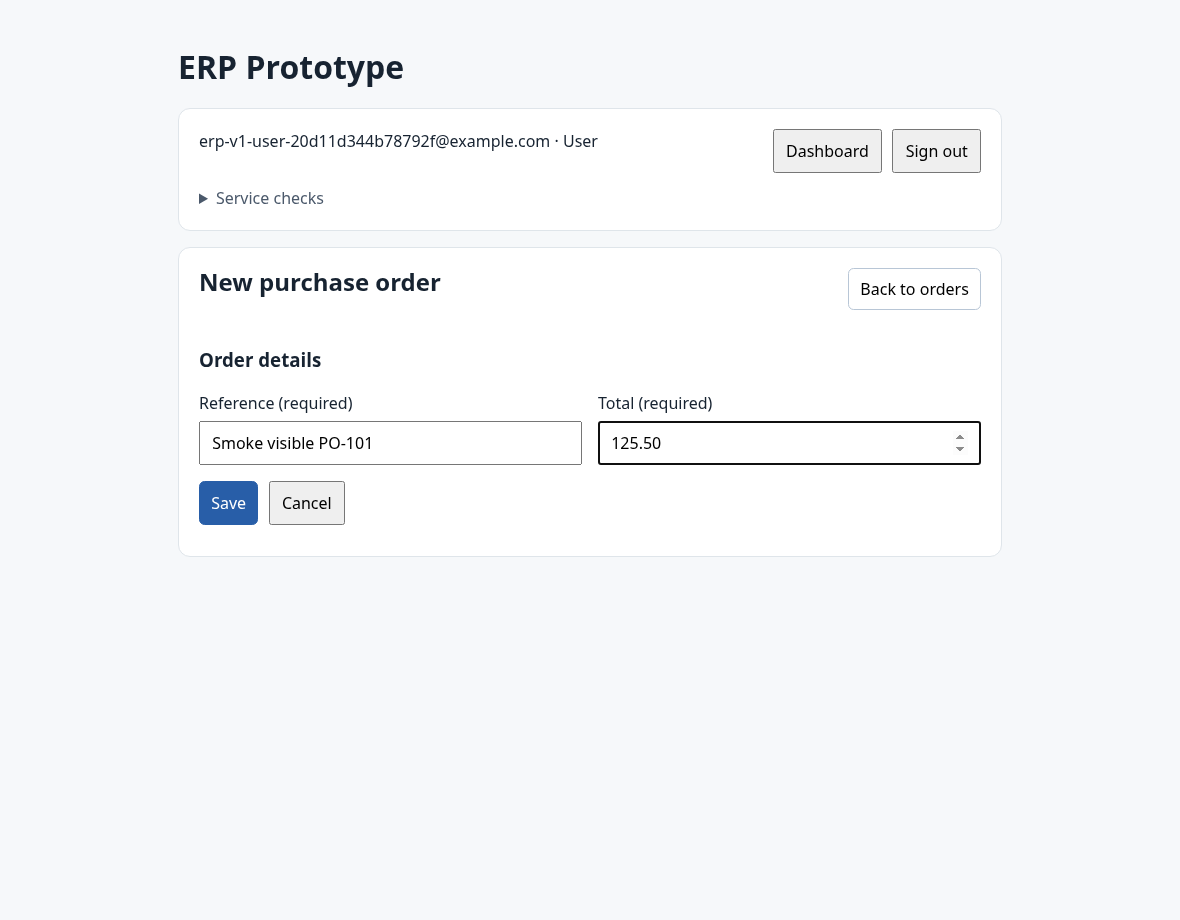 ERP Prototype
erp-v1-user-20d11d344b78792f@example.com · User
Dashboard
Sign out
Service checks
New purchase order
Back to orders
Order details
Reference (required)
Total (required)
Smoke visible PO-101
125.50
Save
Cancel